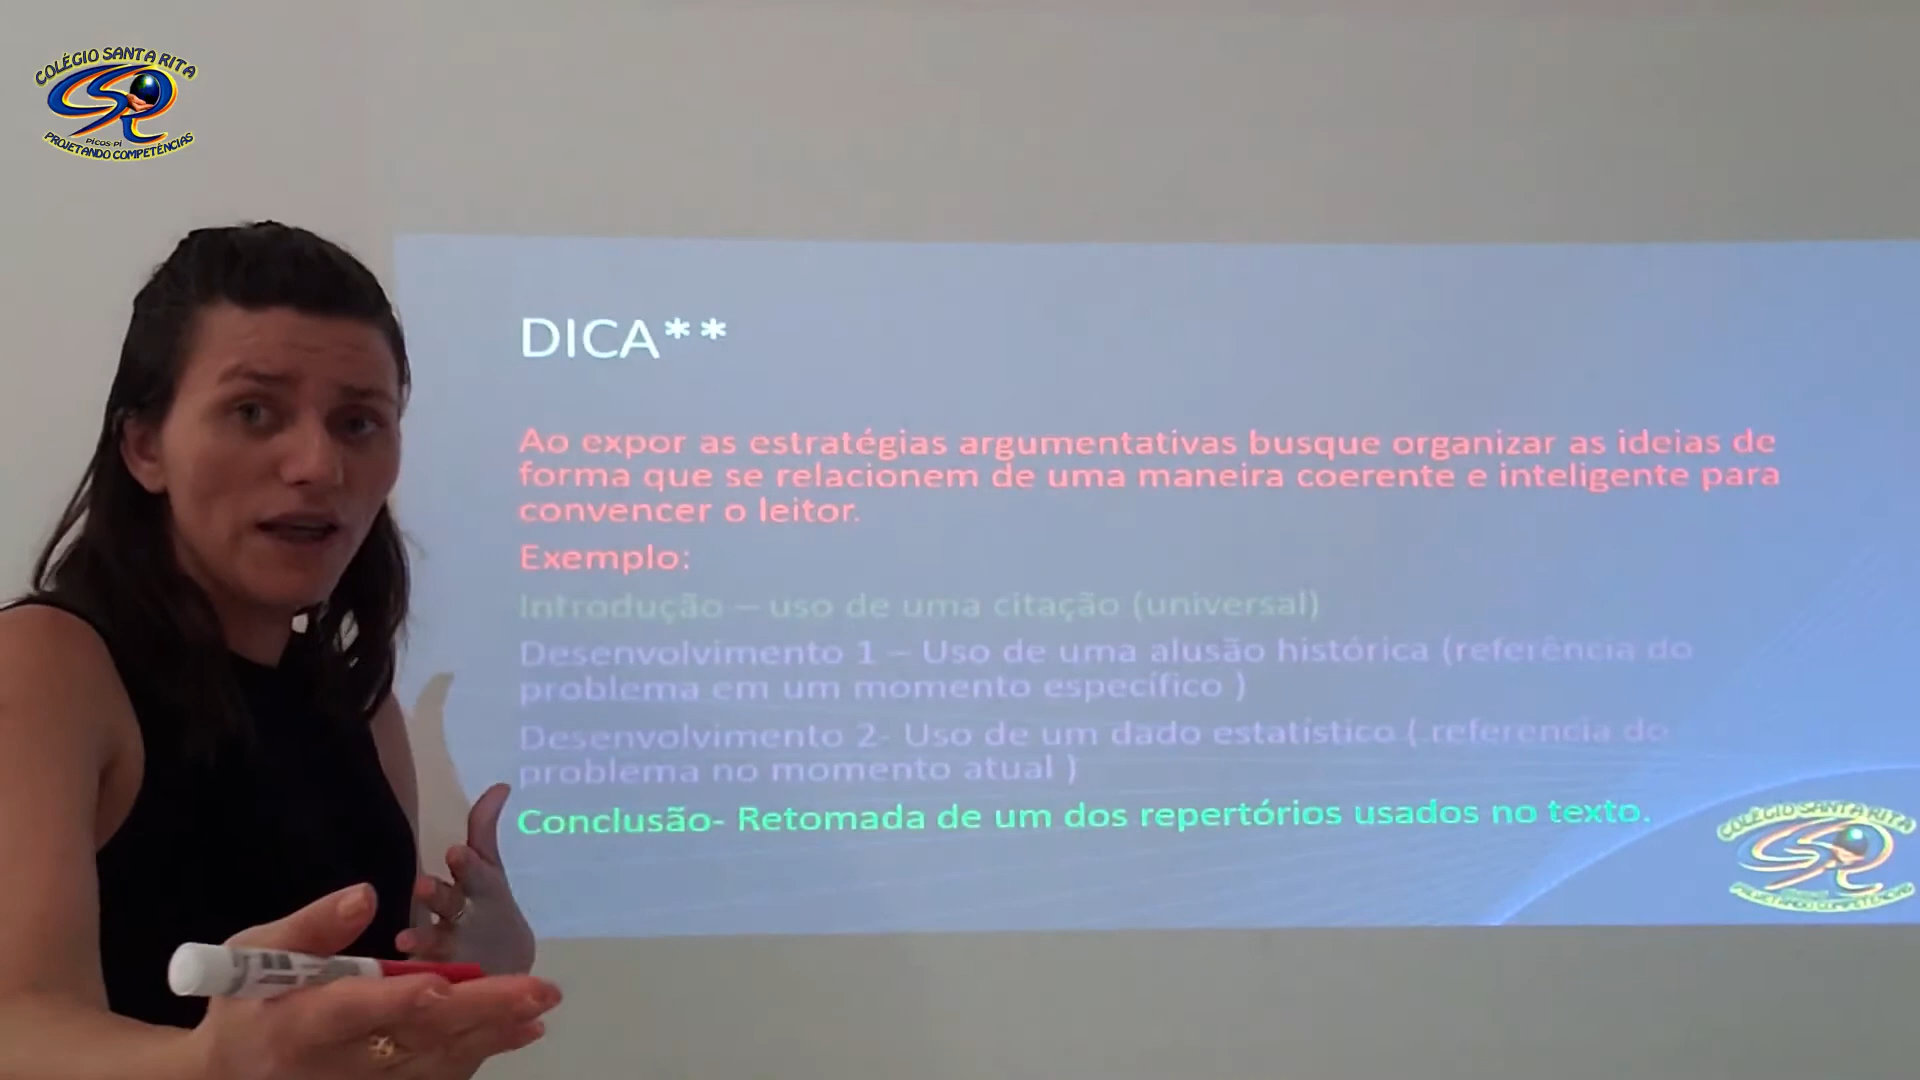 COLÉGIO SANTA RITA
PICOS-PI
PROJETANDO COMPETÊNCIAS
DICA**
Ao expor as estratégias argumentativas busque organizar as ideias de
forma que se relacionem de uma maneira coerente e inteligente para
convencer o leitor.
Exemplo:
Introdução – uso de uma citação (universal)
Desenvolvimento 1 – Uso de uma alusão histórica (referência do
problema em um momento específico )
Desenvolvimento 2- Uso de um dado estatístico ( referencia do
problema no momento atual )
Conclusão- Retomada de um dos repertórios usados no texto.
COLÉGIO SANTA RITA
PROJETANDO COMPETÊNCIAS